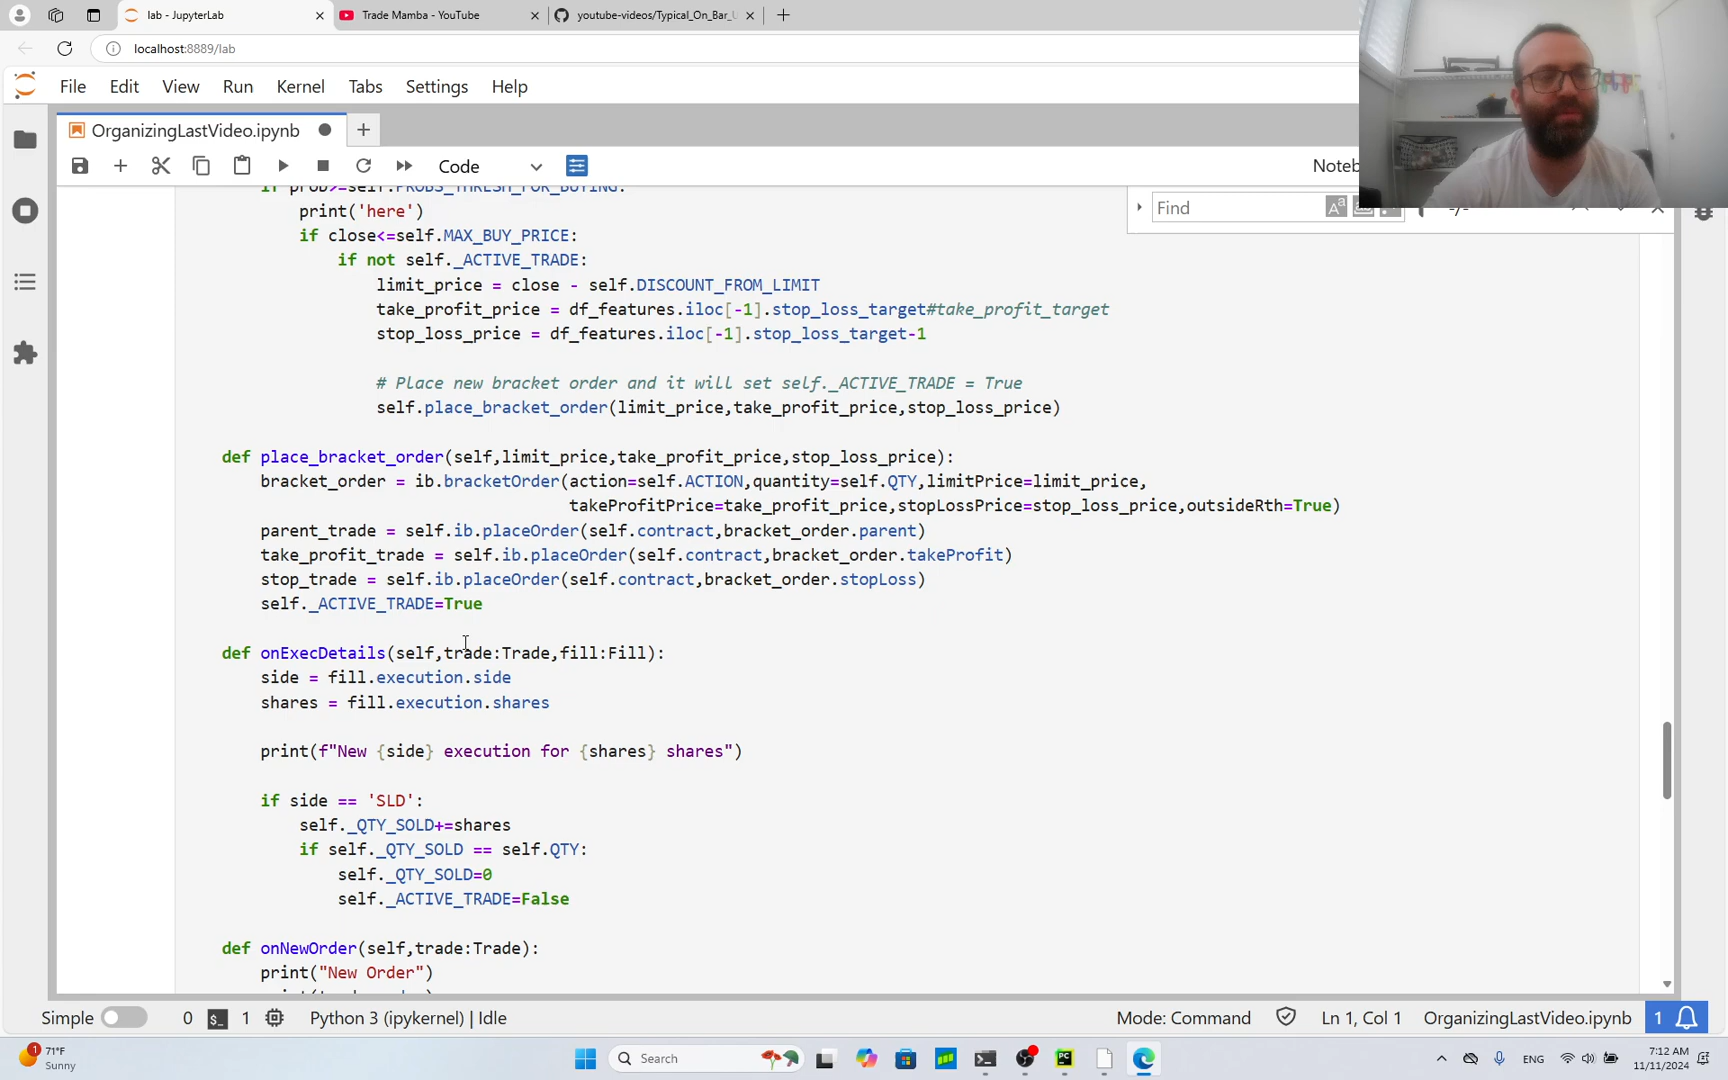 lab - JupyterLab
Trade Mamba - YouTube
youtube-videos/Typical_On_Bar_U
localhost:8889/lab
File Edit View Run Kernel Tabs Settings Help
OrganizingLastVideo.ipynb
Code
Noteb
Find
if prob>=self.PROBS_THRESH_FOR_BUYING:
print('here')
if close<=self.MAX_BUY_PRICE:
if not self._ACTIVE_TRADE:
limit_price = close - self.DISCOUNT_FROM_LIMIT
take_profit_price = df_features.iloc[-1].stop_loss_target#take_profit_target
stop_loss_price = df_features.iloc[-1].stop_loss_target-1
# Place new bracket order and it will set self._ACTIVE_TRADE = True
self.place_bracket_order(limit_price,take_profit_price,stop_loss_price)
def place_bracket_order(self,limit_price,take_profit_price,stop_loss_price):
bracket_order = ib.bracketOrder(action=self.ACTION,quantity=self.QTY,limitPrice=limit_price,
takeProfitPrice=take_profit_price,stopLossPrice=stop_loss_price,outsideRth=True)
parent_trade = self.ib.placeOrder(self.contract,bracket_order.parent)
take_profit_trade = self.ib.placeOrder(self.contract,bracket_order.takeProfit)
stop_trade = self.ib.placeOrder(self.contract,bracket_order.stopLoss)
self._ACTIVE_TRADE=True
def onExecDetails(self,trade:Trade,fill:Fill):
side = fill.execution.side
shares = fill.execution.shares
print(f"New {side} execution for {shares} shares")
if side == 'SLD':
self._QTY_SOLD+=shares
if self._QTY_SOLD == self.QTY:
self._QTY_SOLD=0
self._ACTIVE_TRADE=False
def onNewOrder(self,trade:Trade):
print("New Order")
Simple 0 1 Python 3 (ipykernel) | Idle Mode: Command Ln 1, Col 1 OrganizingLastVideo.ipynb 1
1 71°F
Sunny
Search
ENG
7:12 AM
11/11/2024